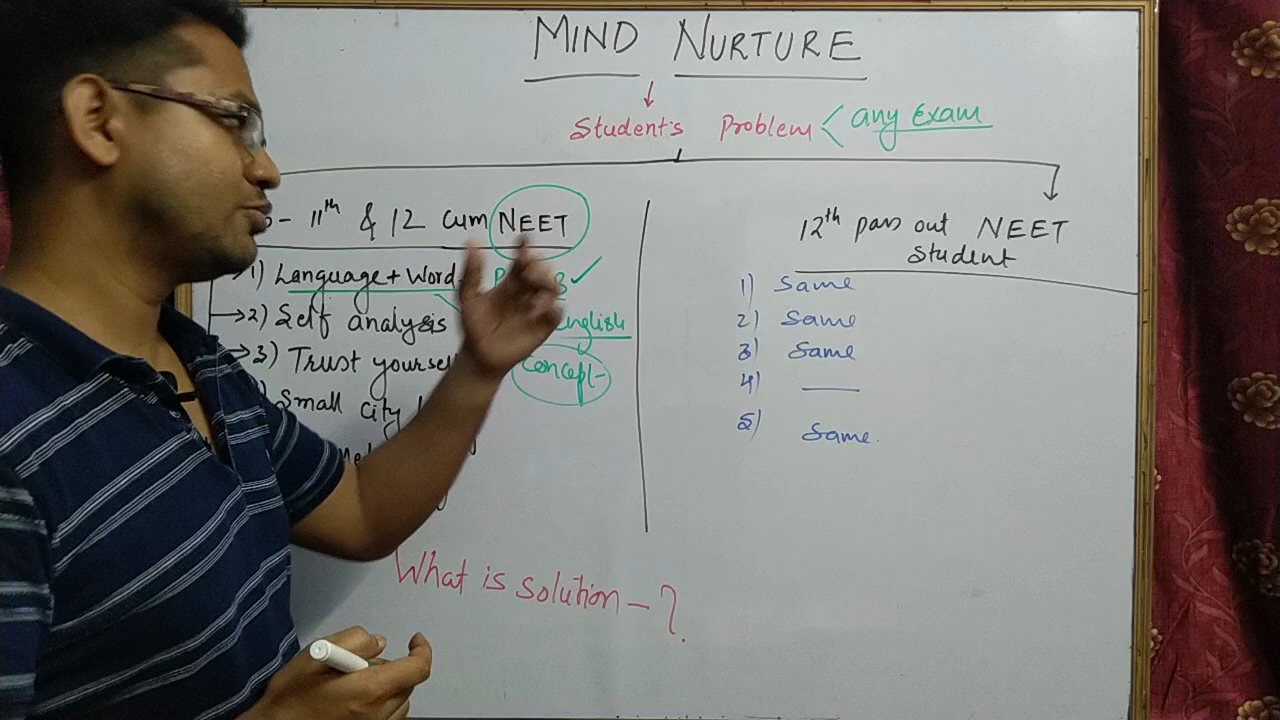 MIND NURTURE
Student's Problem < any Exam
- 11th & 12 Cum NEET
1) Language + Word
2) Self analysis English
3) Trust yourself Concept -
Small City
12th pass out NEET
Student
1) Same
2) Same
3) Same
4) —
5) Same.
What is solution - ?